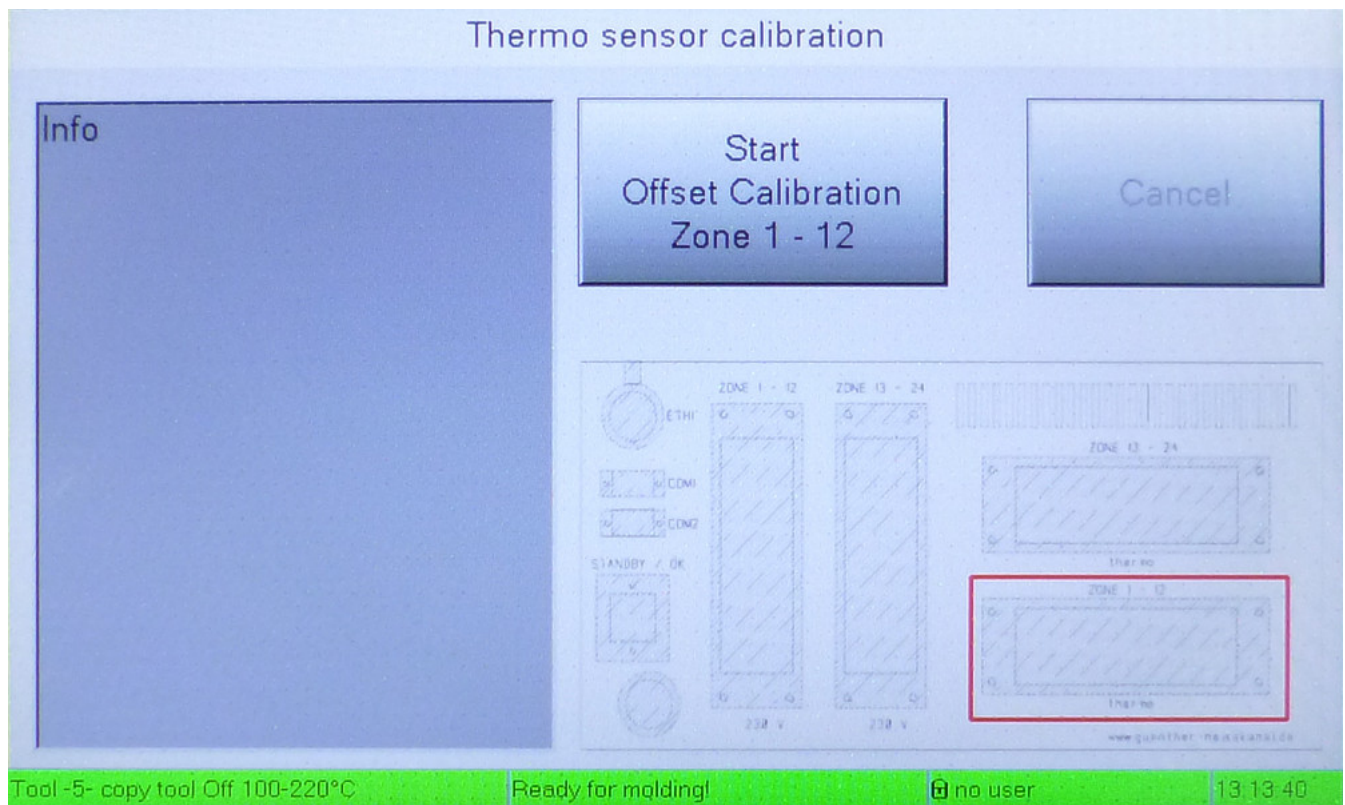 Thermo sensor calibration
Info
Start
Offset Calibration
Zone 1 - 12
Cancel
ZONE 1 - 12
ZONE 13 - 24
ETH1
ZONE 13 - 24
COM1
COM2
thermo
STANDBY / OK
ZONE 1 - 12
thermo
230 V
230 V
Tool -5- copy tool Off 100-220°C
Ready for molding!
no user
13:13:40